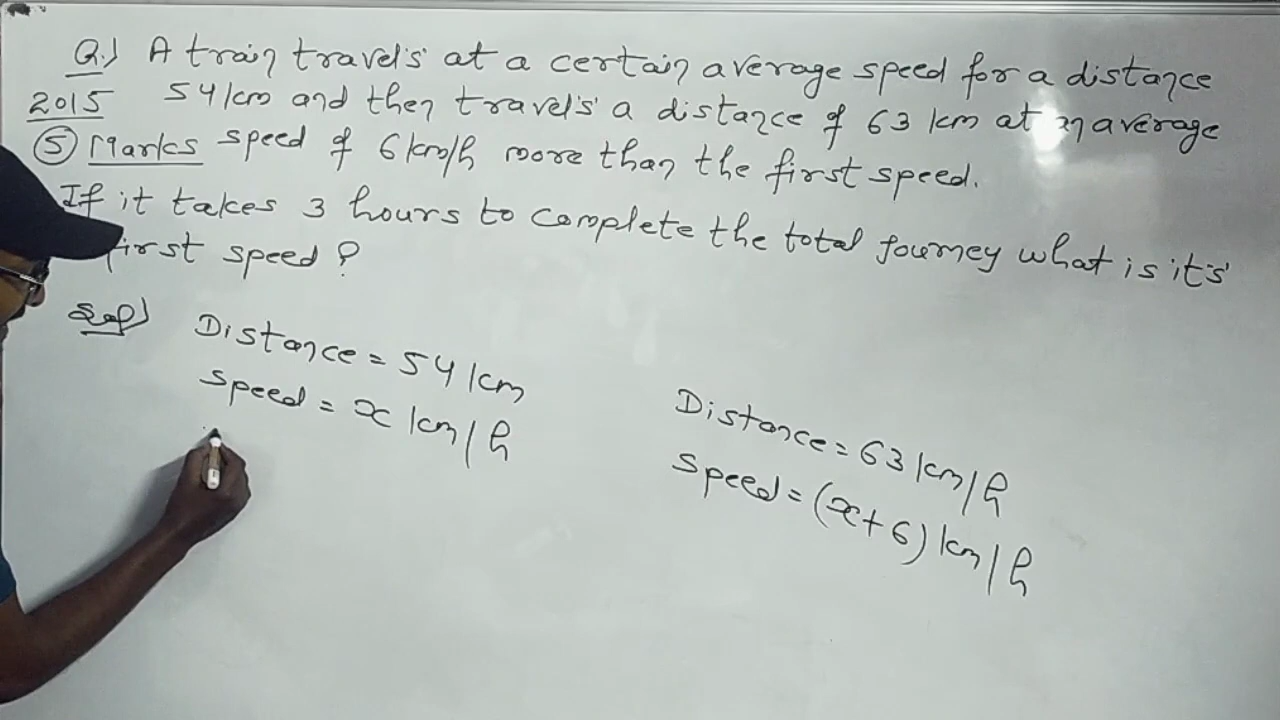 Q.) A train travels at a certain average speed for a distance
2015 54 km and then travels a distance of 63 km at an average
⑤ Marks speed of 6 km/h more than the first speed.
If it takes 3 hours to complete the total journey what is it's
first speed?
Sol) Distance = 54 km
Speed = x km/h
Distance = 63 km/h
Speed = (x+6) km/h